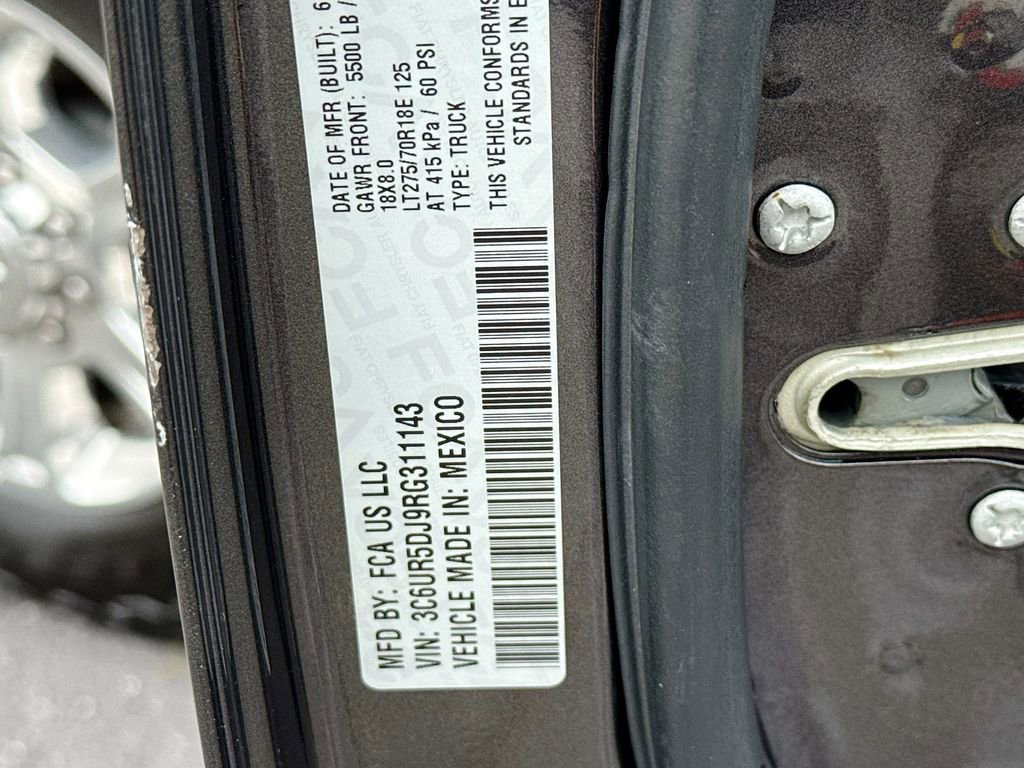 MFD BY: FCA US LLC
VIN: 3C6UR5DJ9RG311143
VEHICLE MADE IN: MEXICO
DATE OF MFR (BUILT): 6
GAWR FRONT: 5500 LB /
18X8.0
LT275/70R18E 125
AT 415 kPa / 60 PSI
TYPE: TRUCK
THIS VEHICLE CONFORMS
STANDARDS IN E